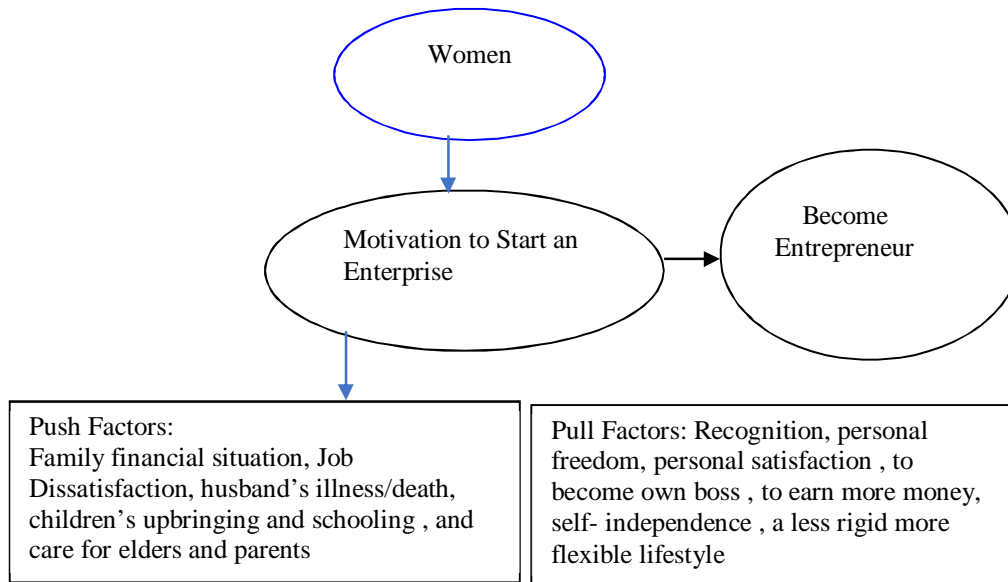 Women
Motivation to Start an
Enterprise
Become
Entrepreneur
Push Factors:
Family financial situation, Job
Dissatisfaction, husband's illness/death,
children's upbringing and schooling , and
care for elders and parents
Pull Factors: Recognition, personal
freedom, personal satisfaction , to
become own boss , to earn more money,
self- independence , a less rigid more
flexible lifestyle